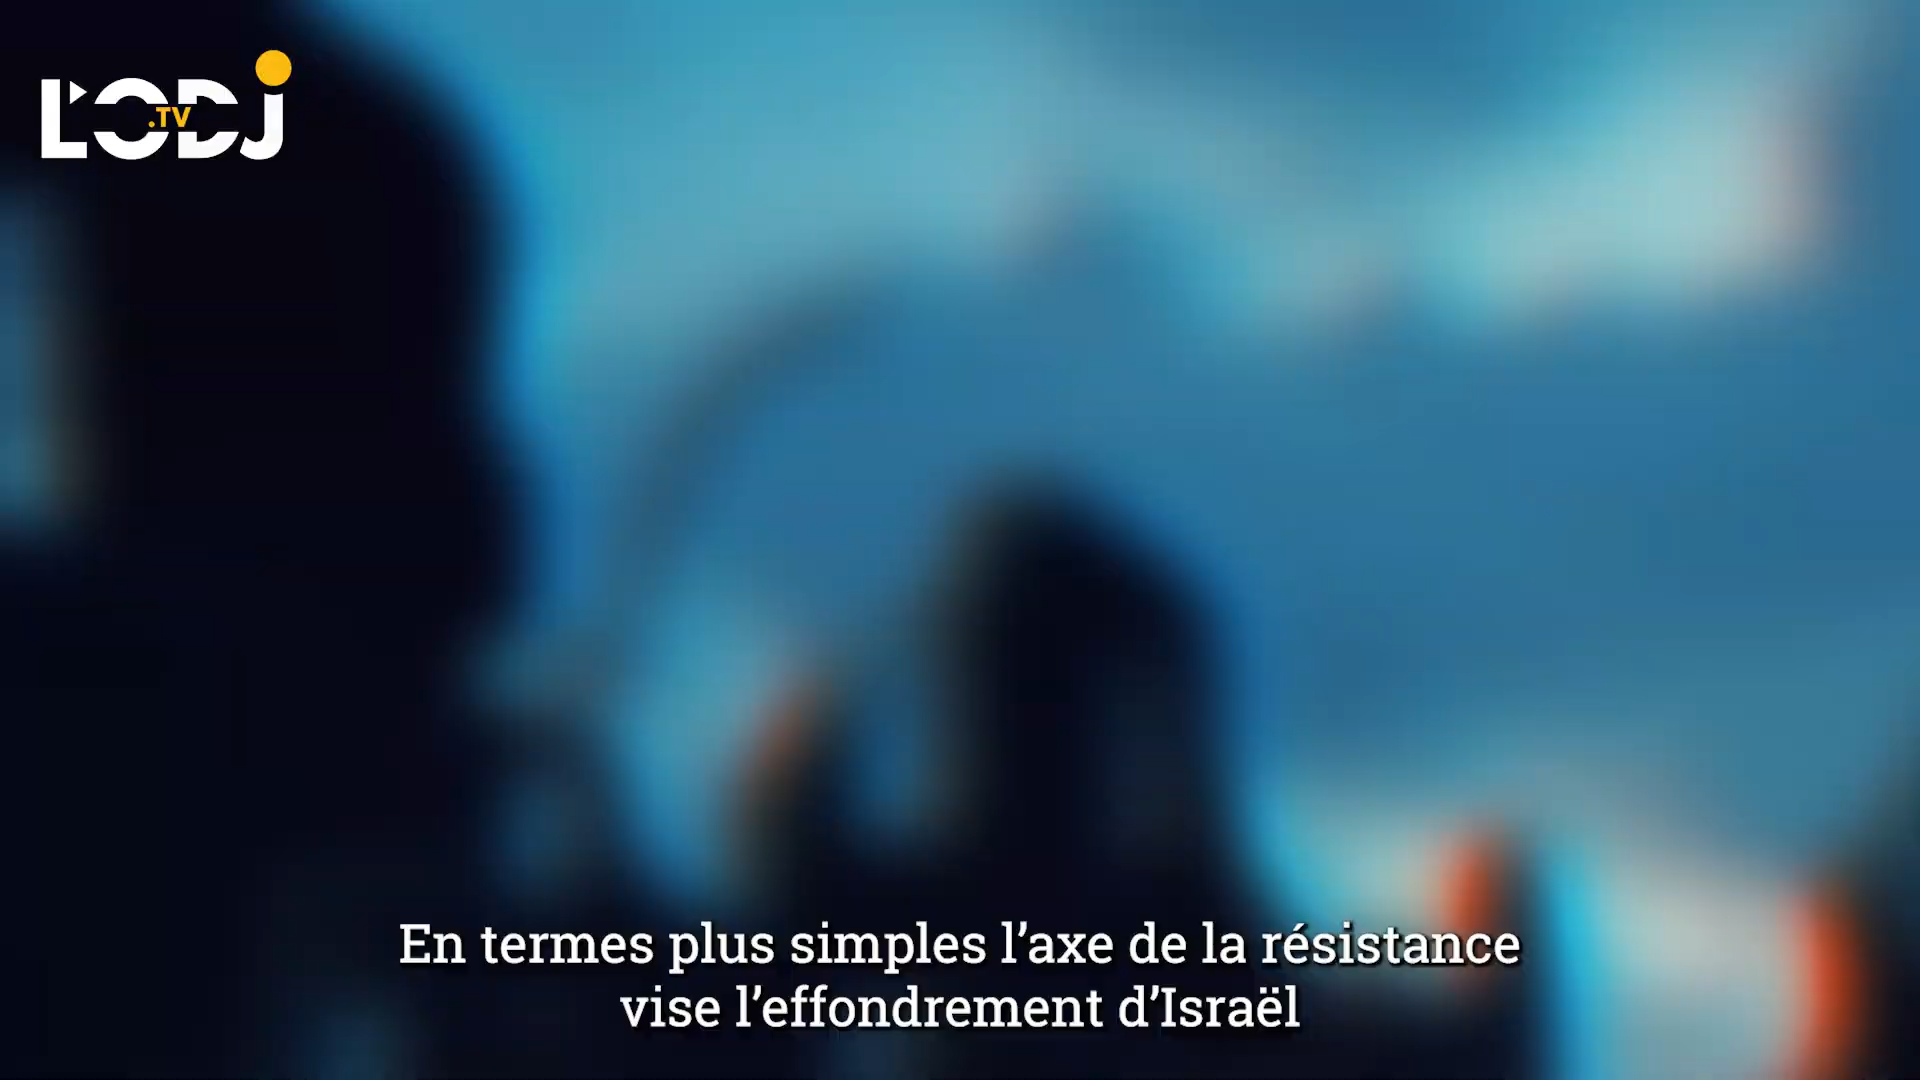 L'ODJ
.TV
En termes plus simples l’axe de la résistance
vise l’effondrement d’Israël